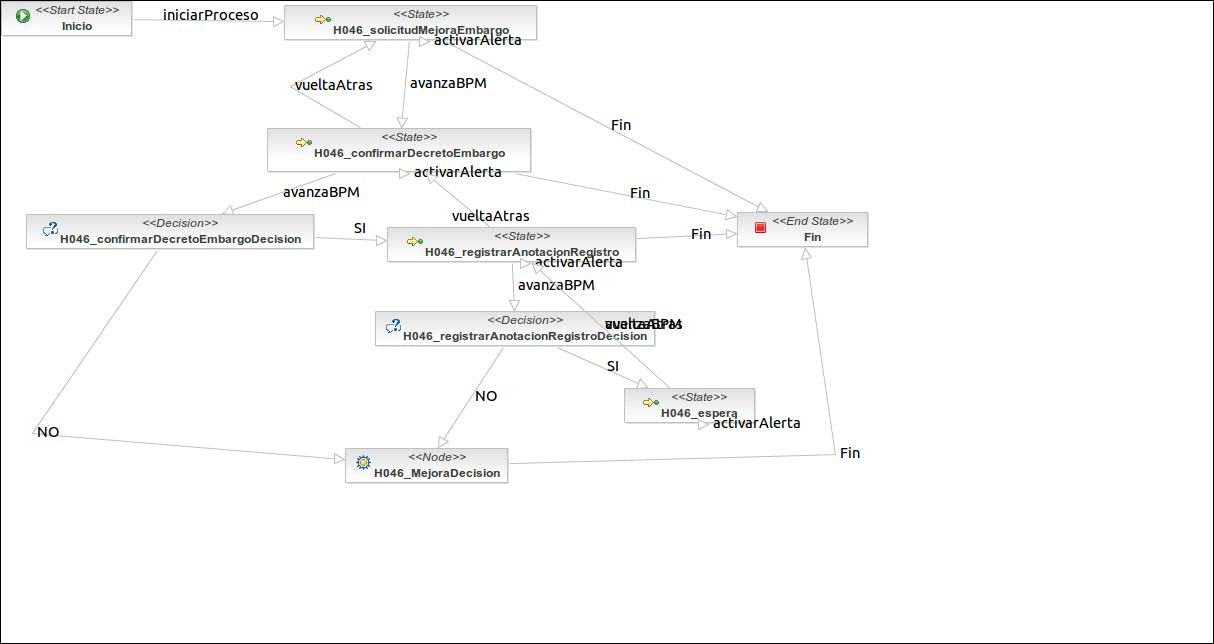 <<Start State>>
Inicio
iniciarProceso
<<State>>
H046_solicitudMejoraEmbargo
activarAlerta
vueltaAtras
avanzaBPM
Fin
<<State>>
H046_confirmarDecretoEmbargo
activarAlerta
avanzaBPM
Fin
vueltaAtras
<<Decision>>
H046_confirmarDecretoEmbargoDecision
SI
<<State>>
H046_registrarAnotacionRegistro
activarAlerta
Fin
<<End State>>
Fin
avanzaBPM
<<Decision>>
H046_registrarAnotacionRegistroDecision
vueltaAtras
avanzaBPM
SI
NO
<<State>>
H046_espera
activarAlerta
NO
<<Node>>
H046_MejoraDecision
Fin